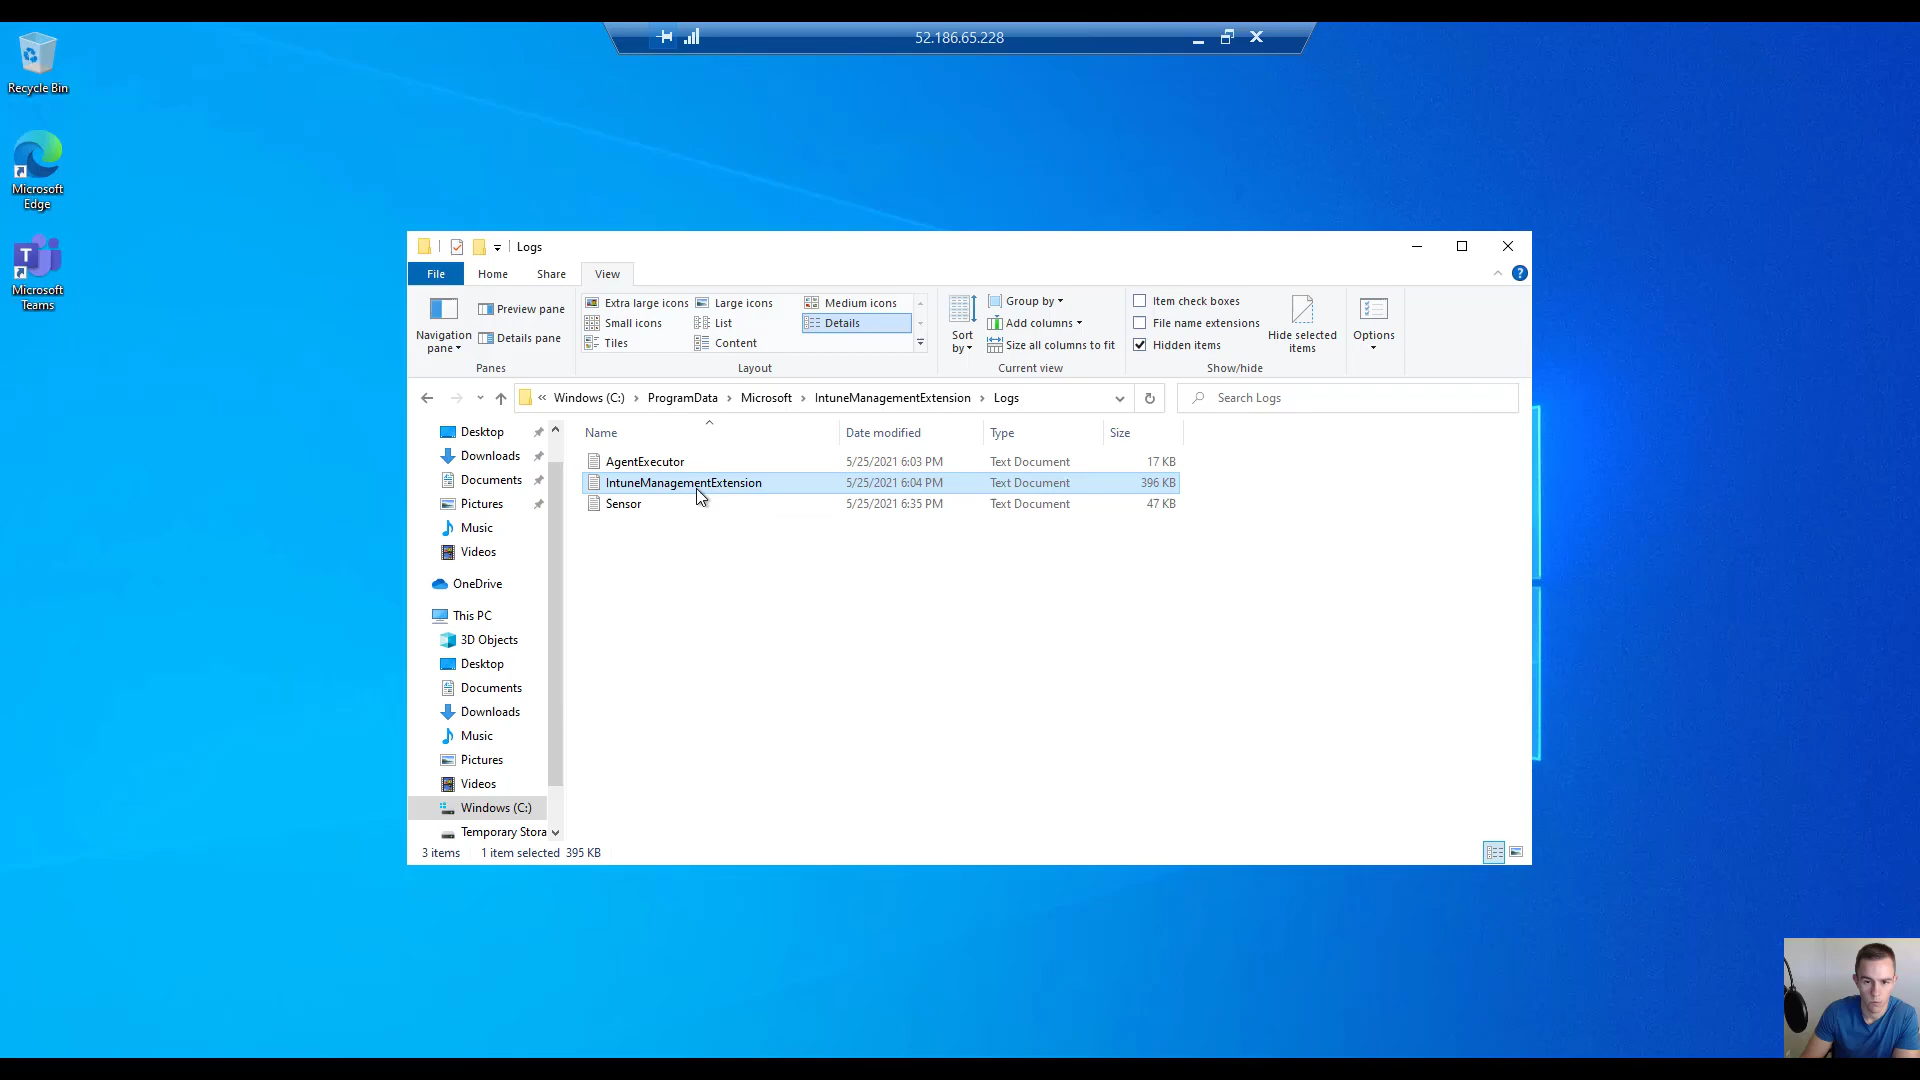 52.186.65.228
Recycle Bin
Microsoft
Edge
T
Microsoft
Teams
Logs
File
Home
Share
View
Navigation
pane
Preview pane
Details pane
Panes
Extra large icons
Large icons
Medium icons
Small icons
List
Details
Tiles
Content
Layout
Sort
by
Group by
Add columns
Size all columns to fit
Current view
Item check boxes
File name extensions
Hidden items
Hide selected
items
Show/hide
Options
« Windows (C:) › ProgramData › Microsoft › IntuneManagementExtension › Logs
Search Logs
Name
Date modified
Type
Size
AgentExecutor 5/25/2021 6:03 PM Text Document 17 KB
IntuneManagementExtension 5/25/2021 6:04 PM Text Document 396 KB
Sensor 5/25/2021 6:35 PM Text Document 47 KB
Desktop
Downloads
Documents
Pictures
Music
Videos
OneDrive
This PC
3D Objects
Desktop
Documents
Downloads
Music
Pictures
Videos
Windows (C:)
Temporary Stora
3 items
1 item selected 395 KB